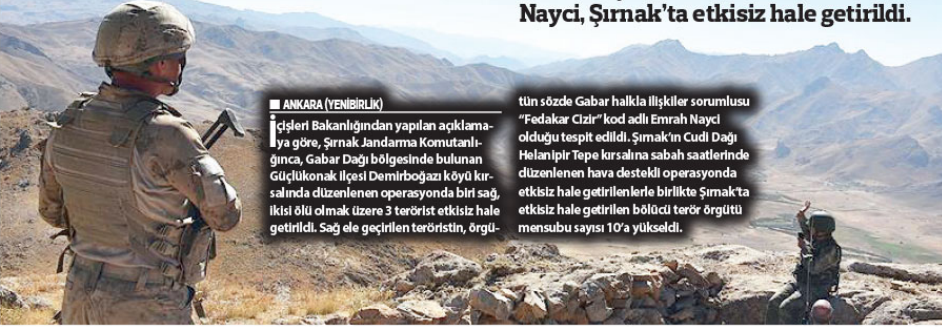 Nayci, Şırnak’ta etkisiz hale getirildi.
■ ANKARA (YENİBİRLİK)
İçişleri Bakanlığından yapılan açıklama-
ya göre, Şırnak Jandarma Komutanlı-
ğınca, Gabar Dağı bölgesinde bulunan
Güçlükonak ilçesi Demirboğazı köyü kır-
salında düzenlenen operasyonda biri sağ,
ikisi ölü olmak üzere 3 terörist etkisiz hale
getirildi. Sağ ele geçirilen teröristin, örgü-
tün sözde Gabar halkla ilişkiler sorumlusu
“Fedakar Cizir” kod adlı Emrah Nayci
olduğu tespit edildi. Şırnak’ın Cudi Dağı
Helanipir Tepe kırsalına sabah saatlerinde
düzenlenen hava destekli operasyonda
etkisiz hale getirilenlerle birlikte Şırnak’ta
etkisiz hale getirilen bölücü terör örgütü
mensubu sayısı 10’a yükseldi.